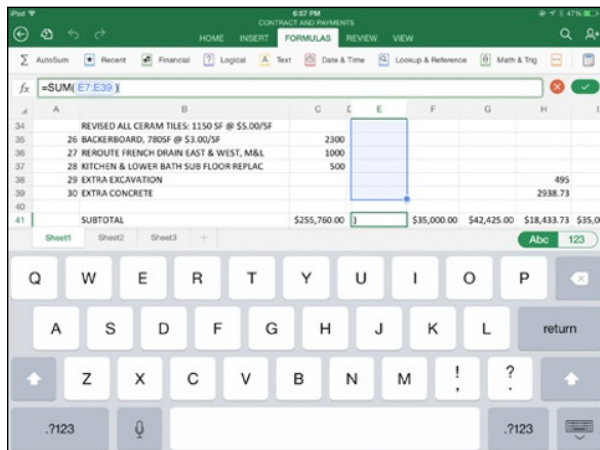 iPad 6:57 PM 47%
CONTRACT AND PAYMENTS
HOME INSERT FORMULAS REVIEW VIEW
Σ AutoSum Recent Financial ? Logical A Text Date & Time Lookup & Reference θ Math & Trig
fx =SUM( E7:E39 )
A B C E F G H I
34 REVISED ALL CERAM TILES: 1150 SF @ $5.00/SF
35 26 BACKERBOARD, 780SF @ $3.00/SF 2300
36 27 REROUTE FRENCH DRAIN EAST & WEST, M&L 1000
37 28 KITCHEN & LOWER BATH SUB FLOOR REPLAC 500
38 29 EXTRA EXCAVATION 495
39 30 EXTRA CONCRETE 2938.73
40
41 SUBTOTAL $255,760.00 ) $35,000.00 $42,425.00 $18,433.73 $35,0
Sheet1 Sheet2 Sheet3 + Abc 123
Q W E R T Y U I O P
A S D F G H J K L return
Z X C V B N M ! , ? .
.?123 .?123